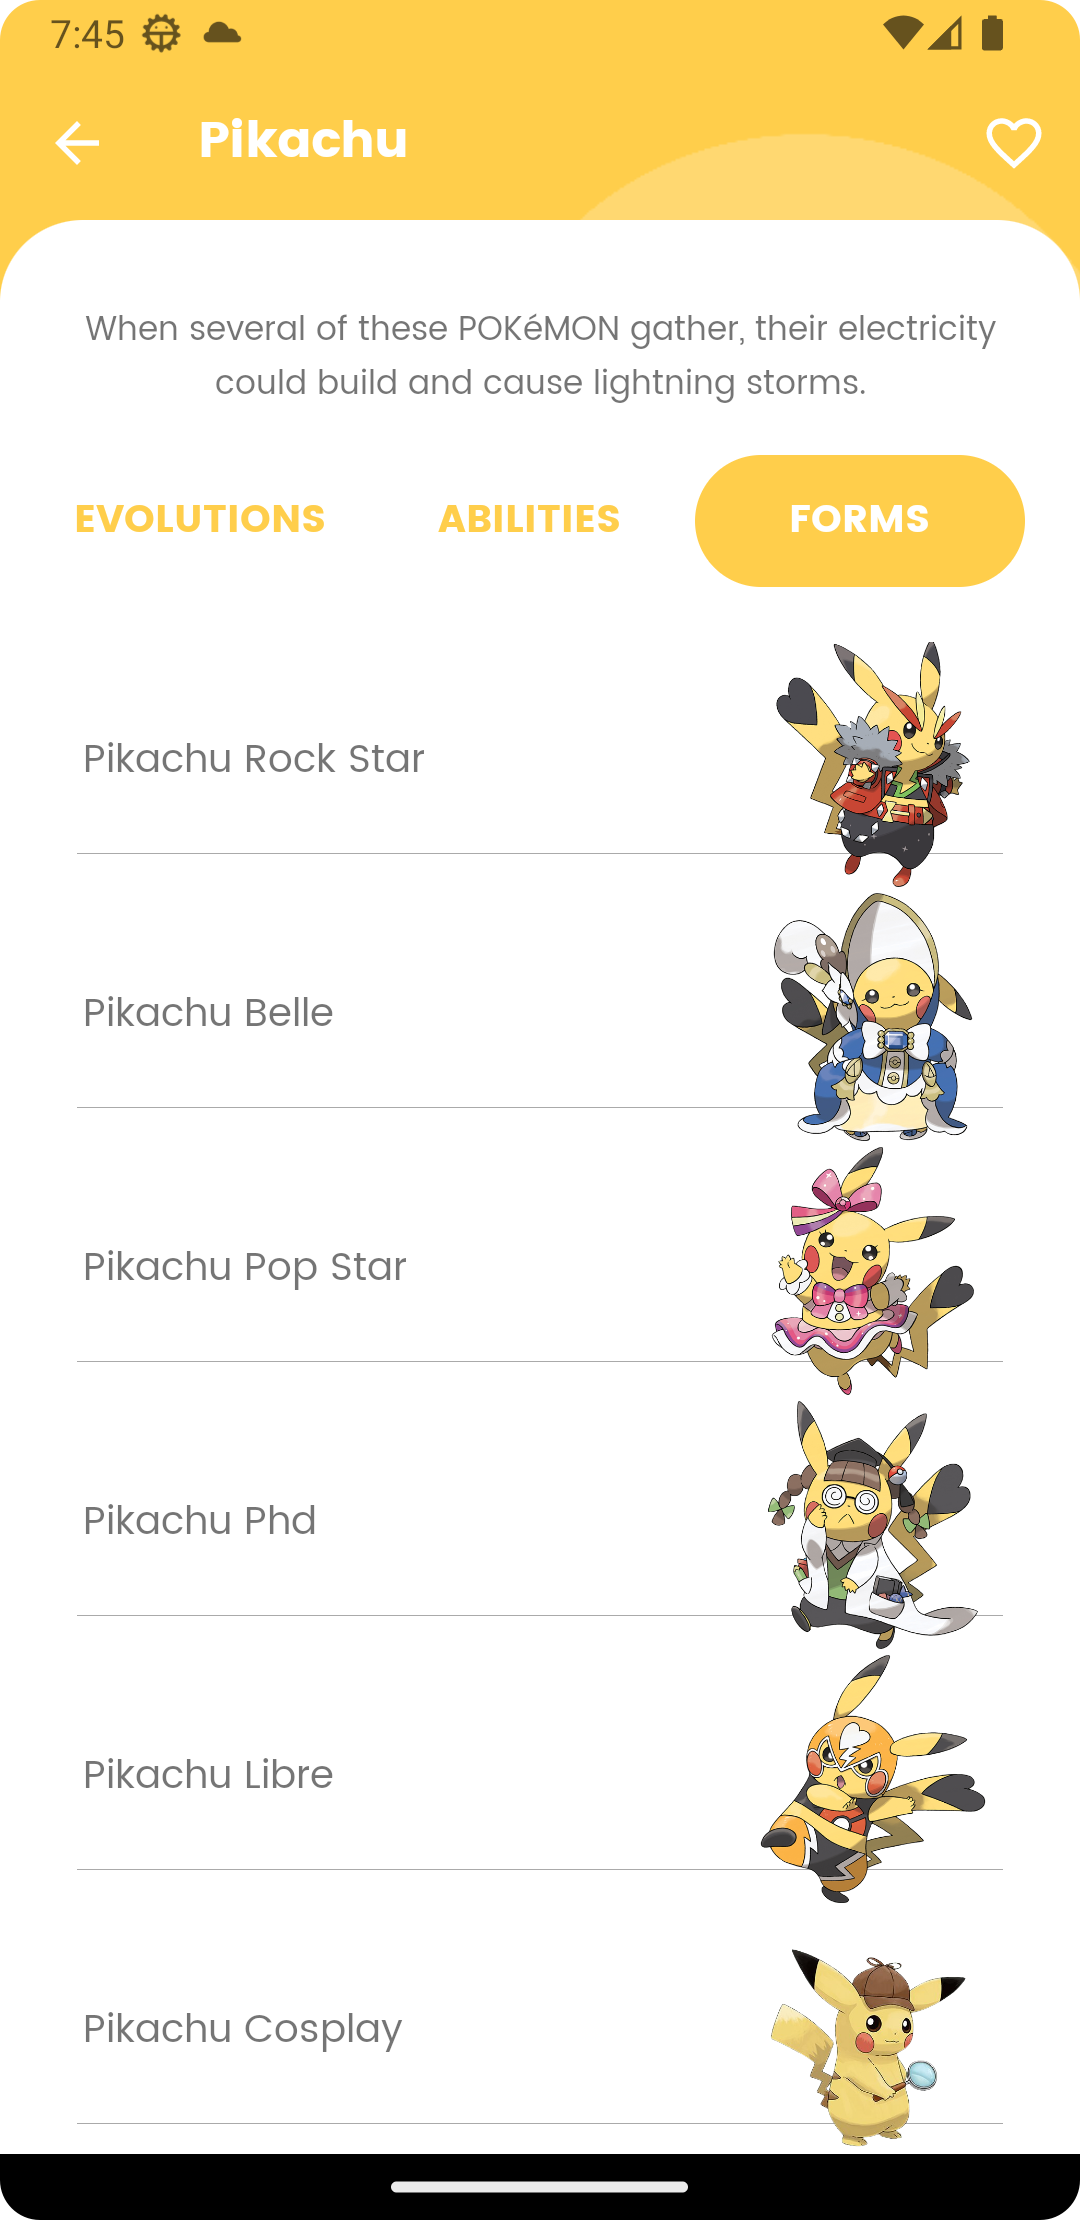 7:45
Pikachu
When several of these POKéMON gather, their electricity
could build and cause lightning storms.
EVOLUTIONS ABILITIES FORMS
Pikachu Rock Star
Pikachu Belle
Pikachu Pop Star
Pikachu Phd
Pikachu Libre
Pikachu Cosplay